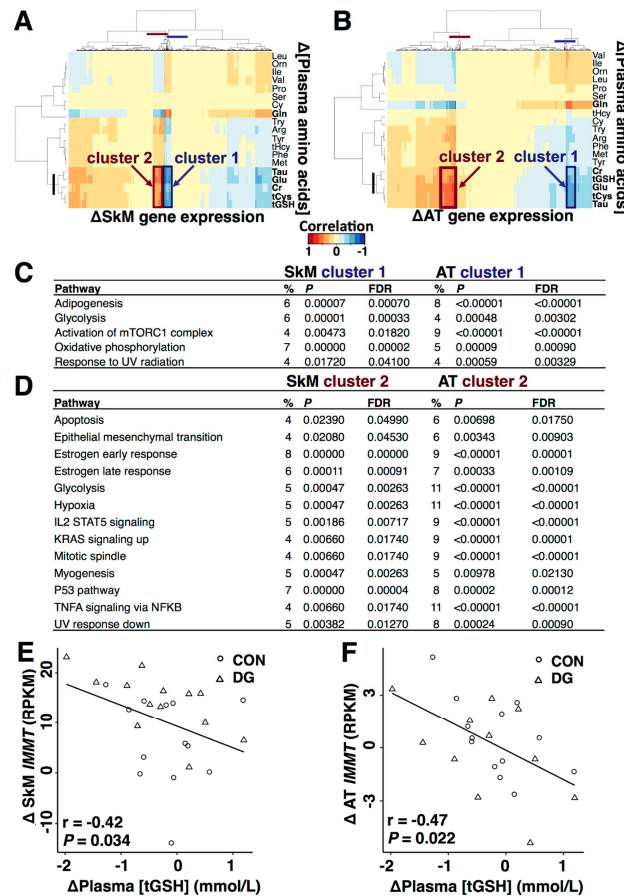 A
B
Leu
Orn
Ile
Val
Pro
Ser
Cy
Gln
Try
Arg
Tyr
tHcy
Phe
Met
Tau
Glu
Cr
tCys
tGSH
Δ[Plasma amino acids]
cluster 2
cluster 1
ΔSkM gene expression
Val
Ile
Orn
Leu
Pro
Ser
Gln
tHcy
Cy
Try
Arg
Phe
Met
Tyr
Cr
tGSH
Glu
tCys
Tau
Δ[Plasma amino acids]
cluster 2
cluster 1
ΔAT gene expression
Correlation
1 0 -1
C
SkM cluster 1 AT cluster 1
Pathway % P FDR % P FDR
Adipogenesis 6 0.00007 0.00070 8 <0.00001 <0.00001
Glycolysis 6 0.00001 0.00033 4 0.00048 0.00302
Activation of mTORC1 complex 4 0.00473 0.01820 9 <0.00001 <0.00001
Oxidative phosphorylation 7 0.00000 0.00002 5 0.00009 0.00090
Response to UV radiation 4 0.01720 0.04100 4 0.00059 0.00329
D
SkM cluster 2 AT cluster 2
Pathway % P FDR % P FDR
Apoptosis 4 0.02390 0.04990 6 0.00698 0.01750
Epithelial mesenchymal transition 4 0.02080 0.04530 6 0.00343 0.00903
Estrogen early response 8 0.00000 0.00000 9 <0.00001 0.00001
Estrogen late response 6 0.00011 0.00091 7 0.00033 0.00109
Glycolysis 5 0.00047 0.00263 11 <0.00001 <0.00001
Hypoxia 5 0.00047 0.00263 11 <0.00001 <0.00001
IL2 STAT5 signaling 5 0.00186 0.00717 9 <0.00001 <0.00001
KRAS signaling up 4 0.00660 0.01740 9 <0.00001 0.00001
Mitotic spindle 4 0.00660 0.01740 9 <0.00001 <0.00001
Myogenesis 5 0.00047 0.00263 5 0.00978 0.02130
P53 pathway 7 0.00000 0.00004 8 0.00002 0.00012
TNFA signaling via NFKB 4 0.00660 0.01740 11 <0.00001 <0.00001
UV response down 5 0.00382 0.01270 8 0.00024 0.00090
E
CON
DG
Δ SkM IMMT (RPKM)
20
10
0
-10
r = -0.42
P = 0.034
-2 -1 0 1
ΔPlasma [tGSH] (mmol/L)
F
CON
DG
Δ AT IMMT (RPKM)
3
0
-3
r = -0.47
P = 0.022
-2 -1 0 1
ΔPlasma [tGSH] (mmol/L)